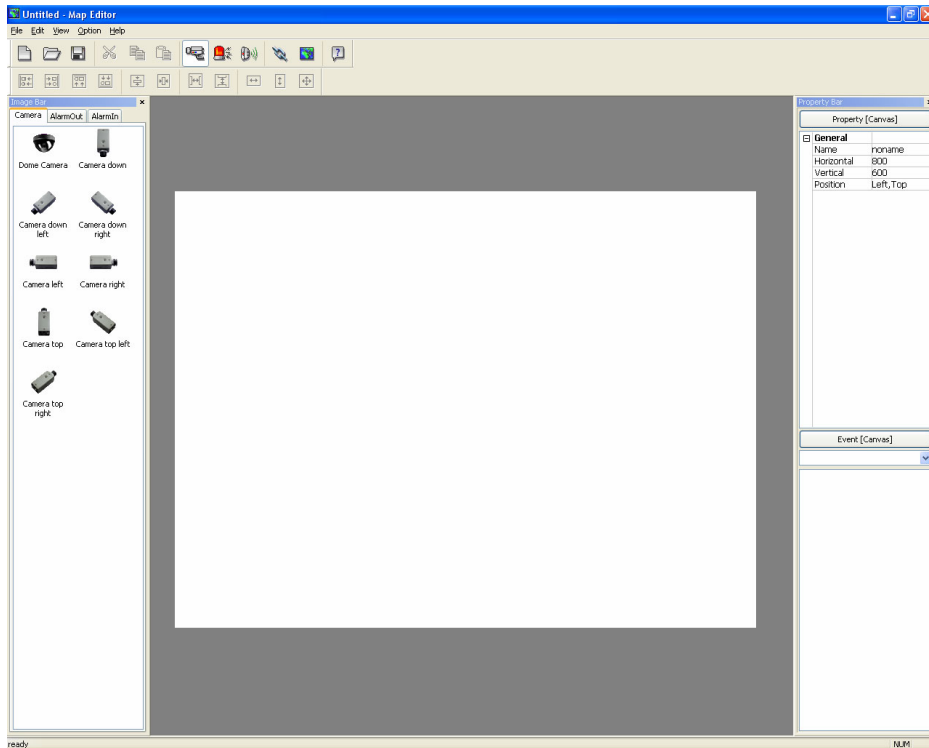 Untitled - Map Editor
File Edit View Option Help
Image Bar
Camera AlarmOut AlarmIn
Dome Camera Camera down
Camera down left Camera down right
Camera left Camera right
Camera top Camera top left
Camera top right
Property Bar
Property [Canvas]
General
Name noname
Horizontal 800
Vertical 600
Position Left,Top
Event [Canvas]
ready NUM